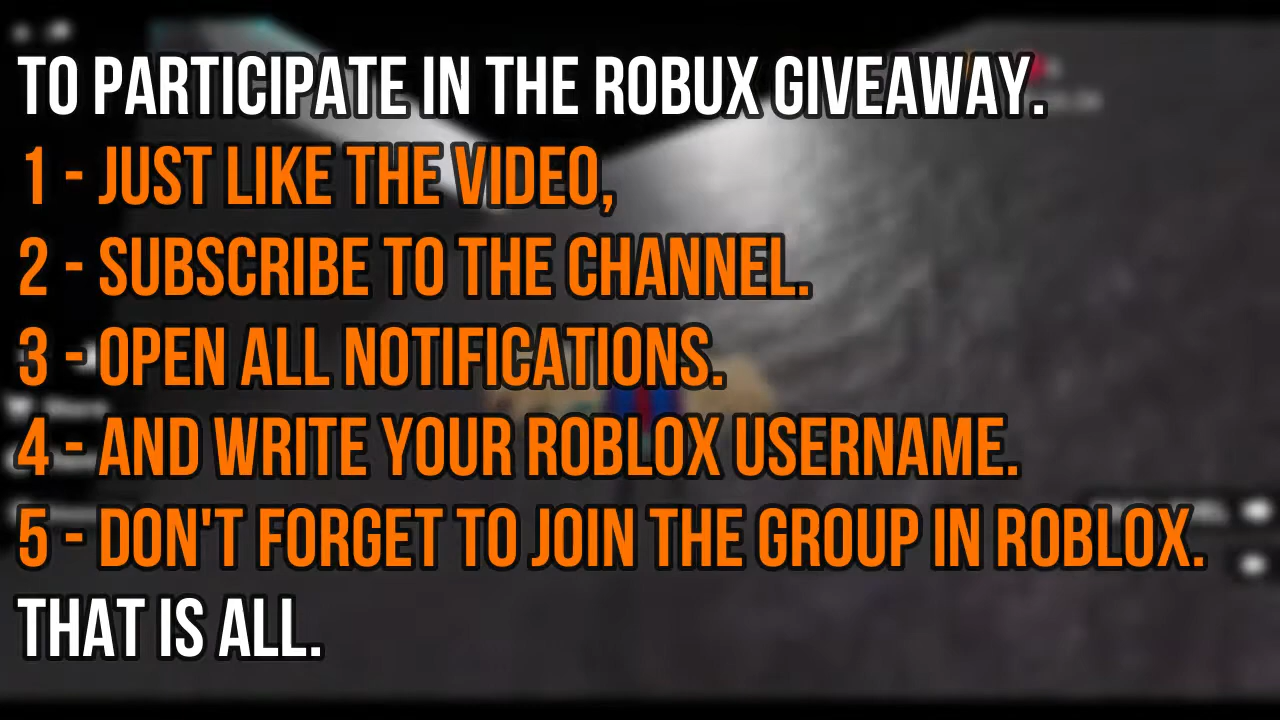 TO PARTICIPATE IN THE ROBUX GIVEAWAY.
1 - JUST LIKE THE VIDEO,
2 - SUBSCRIBE TO THE CHANNEL.
3 - OPEN ALL NOTIFICATIONS.
4 - AND WRITE YOUR ROBLOX USERNAME.
5 - DON'T FORGET TO JOIN THE GROUP IN ROBLOX.
THAT IS ALL.